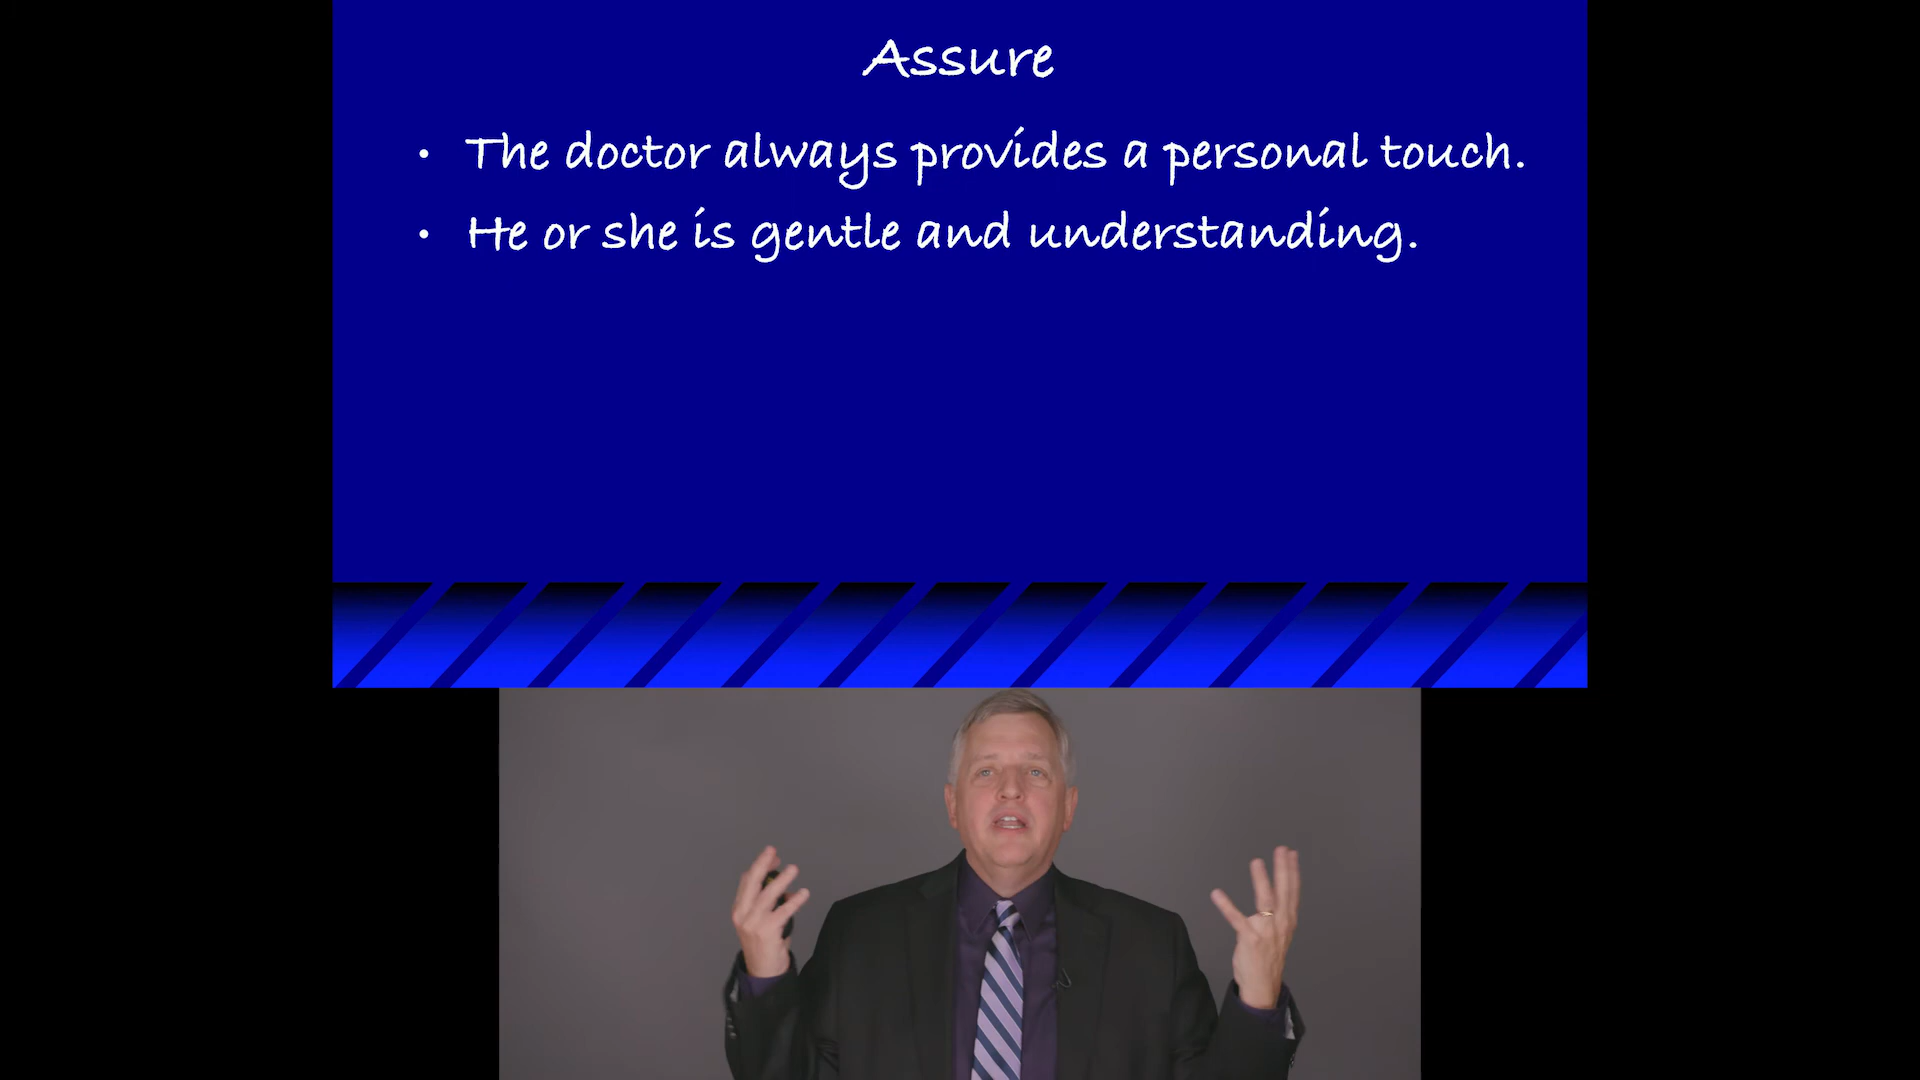 Assure
• The doctor always provides a personal touch.
• He or she is gentle and understanding.